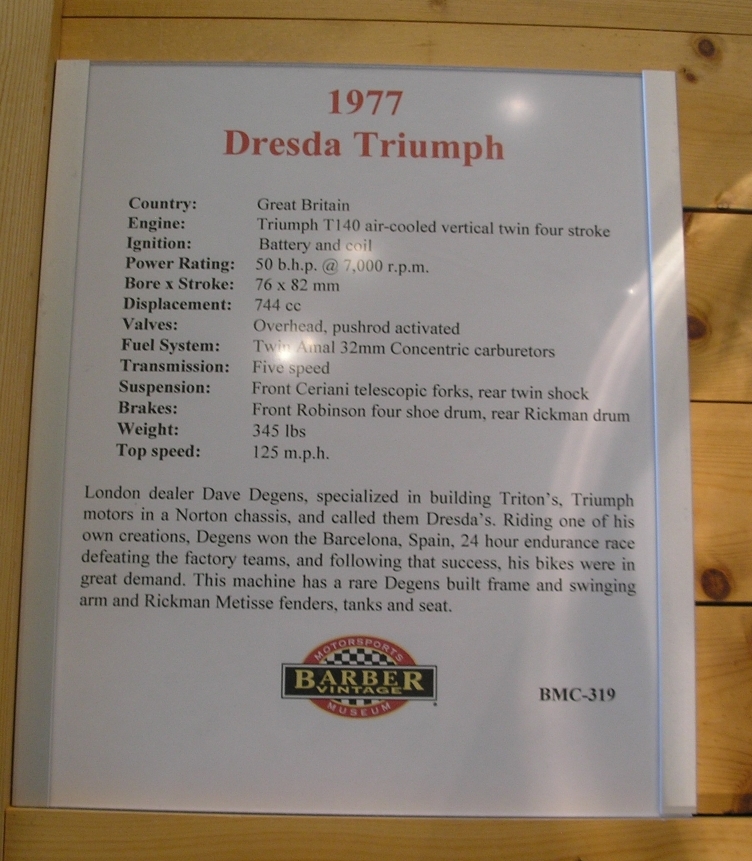 1977
Dresda Triumph
Country: Great Britain
Engine: Triumph T140 air-cooled vertical twin four stroke
Ignition: Battery and coil
Power Rating: 50 b.h.p. @ 7,000 r.p.m.
Bore x Stroke: 76 x 82 mm
Displacement: 744 cc
Valves: Overhead, pushrod activated
Fuel System: Twin Amal 32mm Concentric carburetors
Transmission: Five speed
Suspension: Front Ceriani telescopic forks, rear twin shock
Brakes: Front Robinson four shoe drum, rear Rickman drum
Weight: 345 lbs
Top speed: 125 m.p.h.
London dealer Dave Degens, specialized in building Triton's, Triumph
motors in a Norton chassis, and called them Dresda's. Riding one of his
own creations, Degens won the Barcelona, Spain, 24 hour endurance race
defeating the factory teams, and following that success, his bikes were in
great demand. This machine has a rare Degens built frame and swinging
arm and Rickman Metisse fenders, tanks and seat.
MOTORSPORTS
BARBER
VINTAGE
MUSEUM
BMC-319